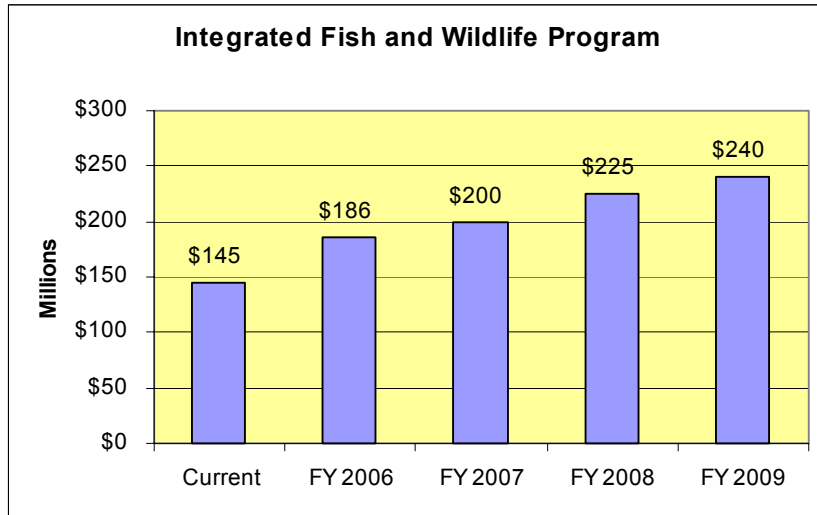 Integrated Fish and Wildlife Program
$300
$250
$200
$150
$100
$50
$0
Millions
$145
$186
$200
$225
$240
Current
FY 2006
FY 2007
FY 2008
FY 2009